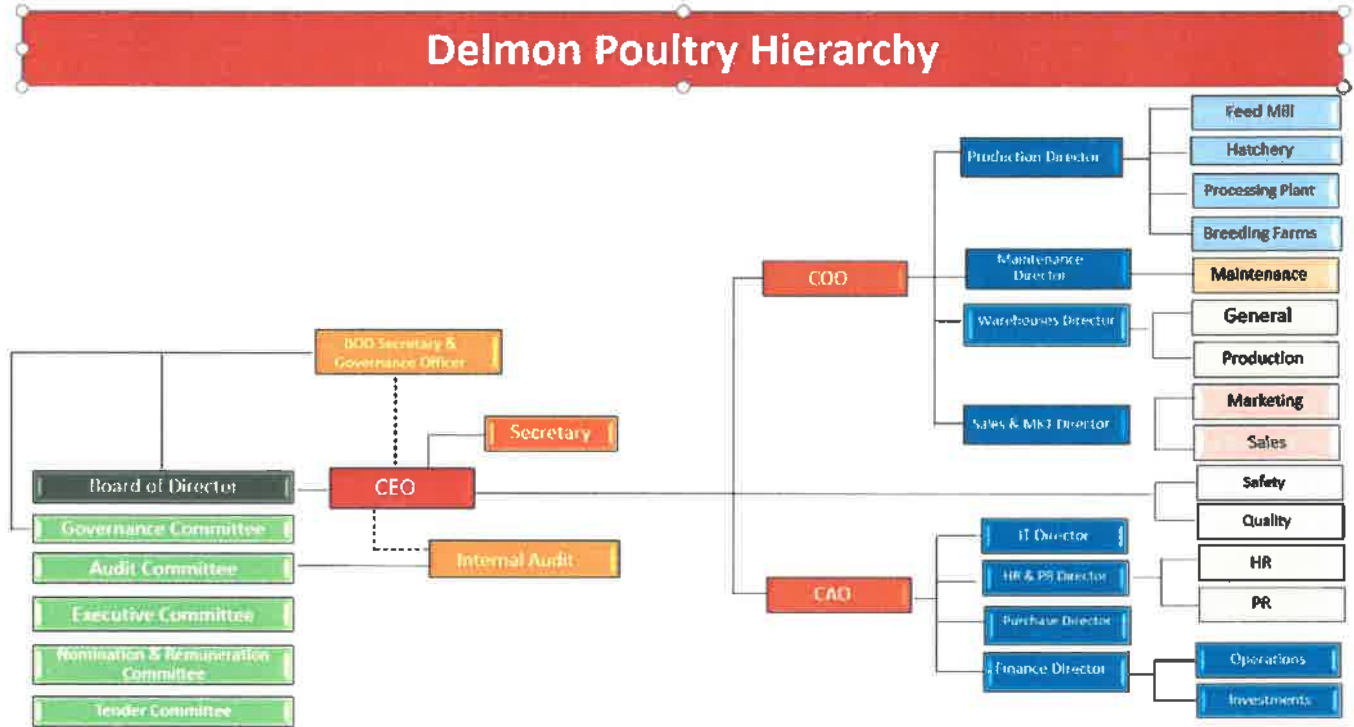 Delmon Poultry Hierarchy
Feed Mill
Production Director
Hatchery
Processing Plant
Breeding Farms
Maintenance
Director
COO
Maintenance
General
Warehouses Director
Production
BOD Secretary &
Governance Officer
Marketing
Sales & MKT Director
Secretary
Sales
Board of Director
CEO
Safety
Governance Committee
Quality
IT Director
Internal Audit
Audit Committee
HR
HR & PR Director
CAO
Executive Committee
PR
Purchase Director
Nomination & Remuneration
Committee
Finance Director
Operations
Investments
Tender Committee